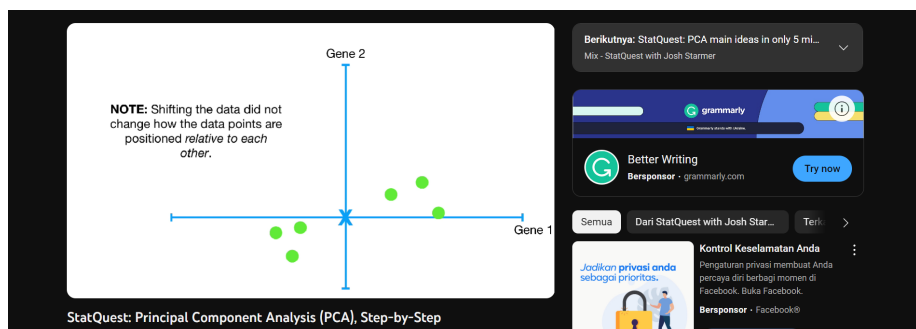 Gene 2
NOTE: Shifting the data did not
change how the data points are
positioned relative to each
other.
X
Gene 1
StatQuest: Principal Component Analysis (PCA), Step-by-Step
Berikutnya: StatQuest: PCA main ideas in only 5 mi...
Mix - StatQuest with Josh Starmer
grammarly
Grammarly stands with Ukraine.
Better Writing
Bersponsor · grammarly.com
Try now
Semua
Dari StatQuest with Josh Star...
Terk
Jadikan privasi anda
sebagai prioritas.
Kontrol Keselamatan Anda
Pengaturan privasi membuat Anda
percaya diri berbagi momen di
Facebook. Buka Facebook.
Bersponsor · Facebook®